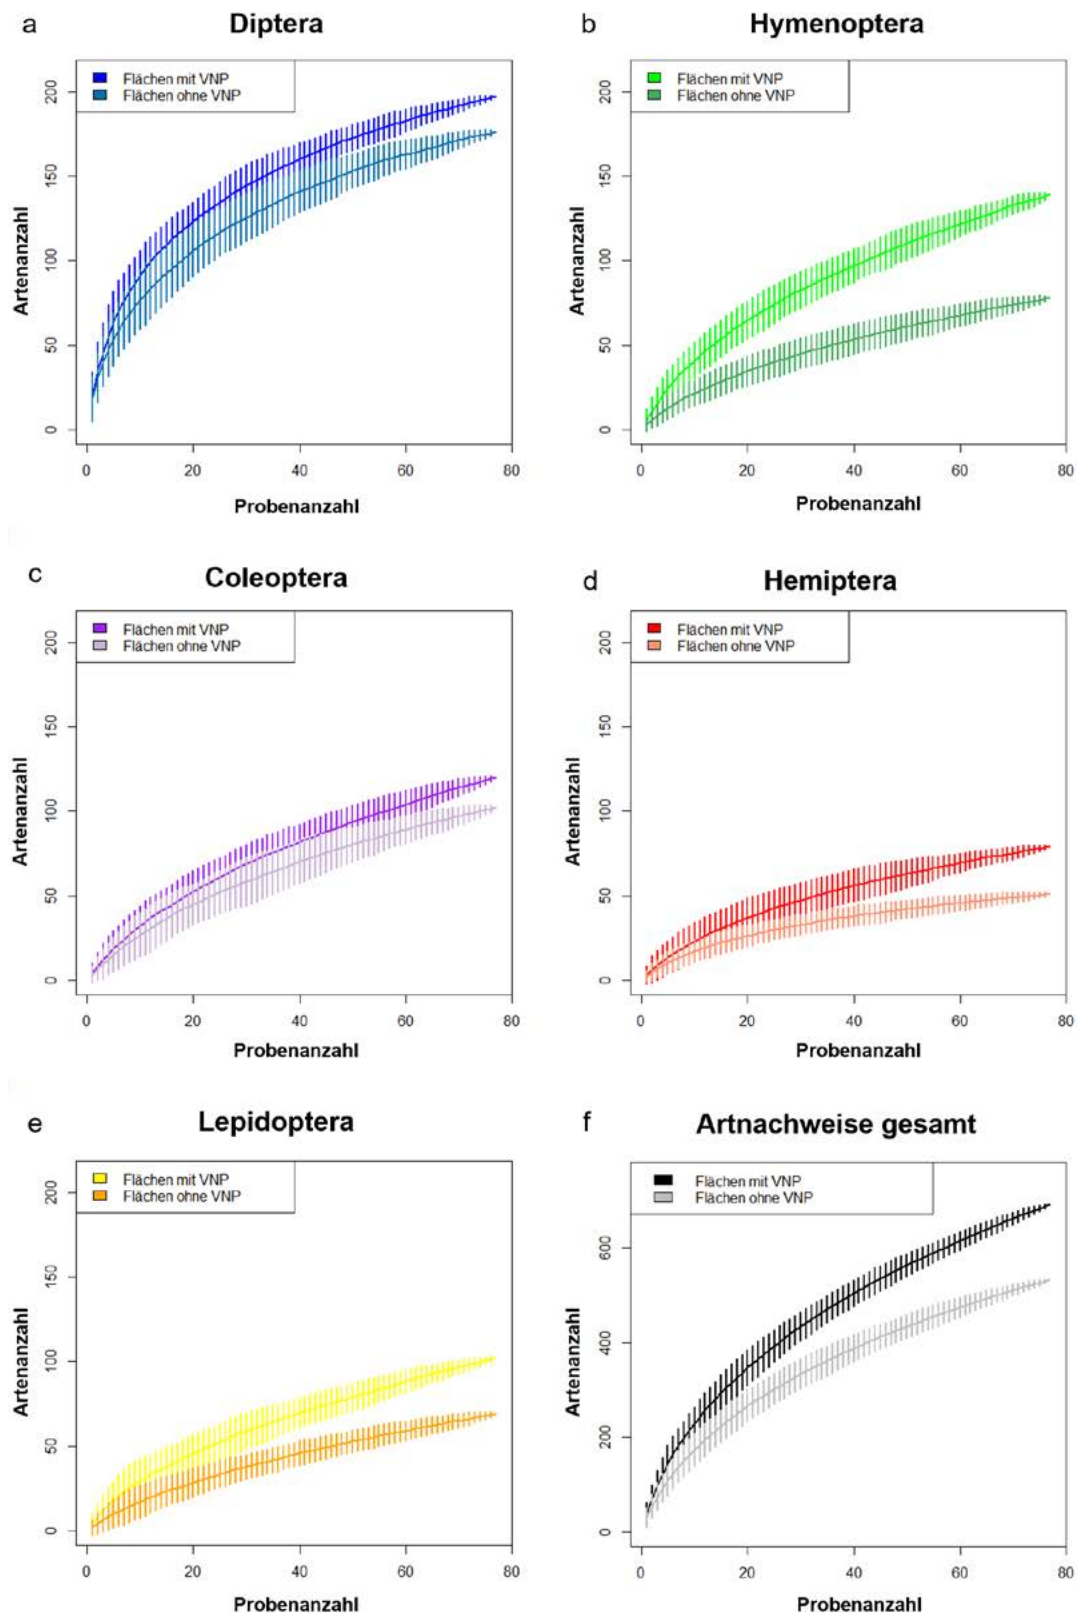 a
Diptera
Flächen mit VNP
Flächen ohne VNP
Artenanzahl
200
150
100
50
0
0 20 40 60 80
Probenanzahl
b
Hymenoptera
Flächen mit VNP
Flächen ohne VNP
Artenanzahl
200
150
100
50
0
0 20 40 60 80
Probenanzahl
c
Coleoptera
Flächen mit VNP
Flächen ohne VNP
Artenanzahl
200
150
100
50
0
0 20 40 60 80
Probenanzahl
d
Hemiptera
Flächen mit VNP
Flächen ohne VNP
Artenanzahl
200
150
100
50
0
0 20 40 60 80
Probenanzahl
e
Lepidoptera
Flächen mit VNP
Flächen ohne VNP
Artenanzahl
200
150
100
50
0
0 20 40 60 80
Probenanzahl
f
Artnachweise gesamt
Flächen mit VNP
Flächen ohne VNP
Artenanzahl
600
400
200
0
0 20 40 60 80
Probenanzahl